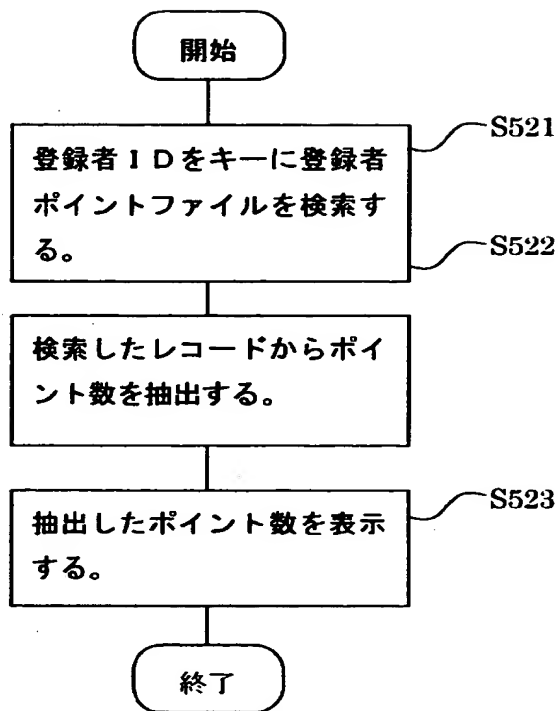 開始
S521
登録者IDをキーに登録者
ポイントファイルを検索す
る。
S522
検索したレコードからポイ
ント数を抽出する。
S523
抽出したポイント数を表示
する。
終了